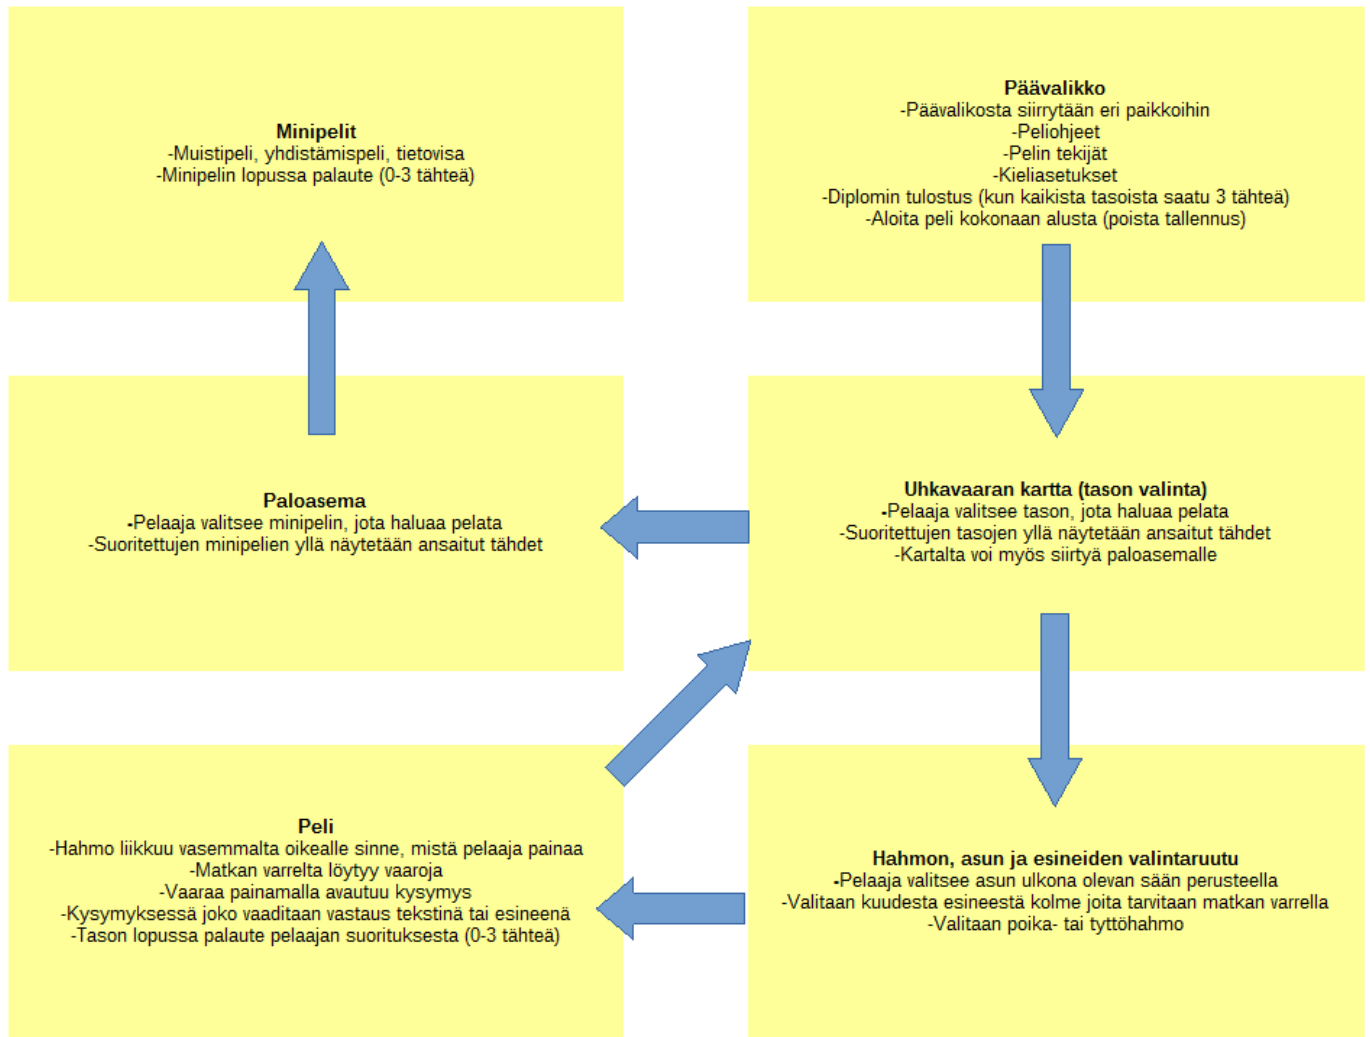 Minipelit
-Muistipeli, yhdistämispeli, tietovisa
-Minipelin lopussa palaute (0-3 tähteä)
Päävalikko
-Päävalikosta siirrytään eri paikkoihin
-Peliohjeet
-Pelin tekijät
-Kieliasetukset
-Diplomin tulostus (kun kaikista tasoista saatu 3 tähteä)
-Aloita peli kokonaan alusta (poista tallennus)
Paloasema
-Pelaaja valitsee minipelin, jota haluaa pelata
-Suoritettujen minipelien yllä näytetään ansaitut tähdet
Uhkavaaran kartta (tason valinta)
-Pelaaja valitsee tason, jota haluaa pelata
-Suoritettujen tasojen yllä näytetään ansaitut tähdet
-Kartalta voi myös siirtyä paloasemalle
Peli
-Hahmo liikkuu vasemmalta oikealle sinne, mistä pelaaja painaa
-Matkan varrelta löytyy vaaroja
-Vaaraa painamalla avautuu kysymys
-Kysymyksessä joko vaaditaan vastaus tekstinä tai esineenä
-Tason lopussa palaute pelaajan suorituksesta (0-3 tähteä)
Hahmon, asun ja esineiden valintaruutu
-Pelaaja valitsee asun ulkona olevan sään perusteella
-Valitaan kuudesta esineestä kolme joita tarvitaan matkan varrella
-Valitaan poika- tai tyttöhahmo